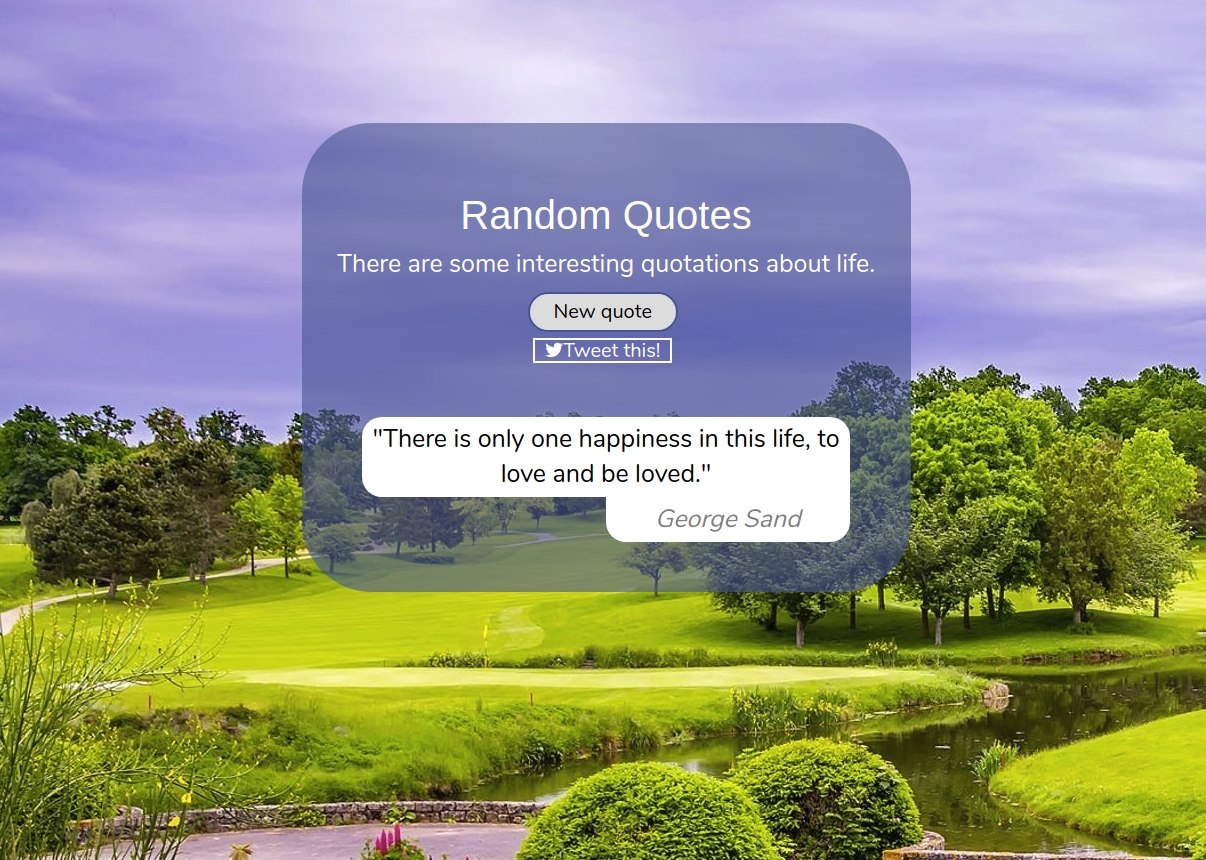 Random Quotes
There are some interesting quotations about life.
New quote
Tweet this!
"There is only one happiness in this life, to
love and be loved."
George Sand